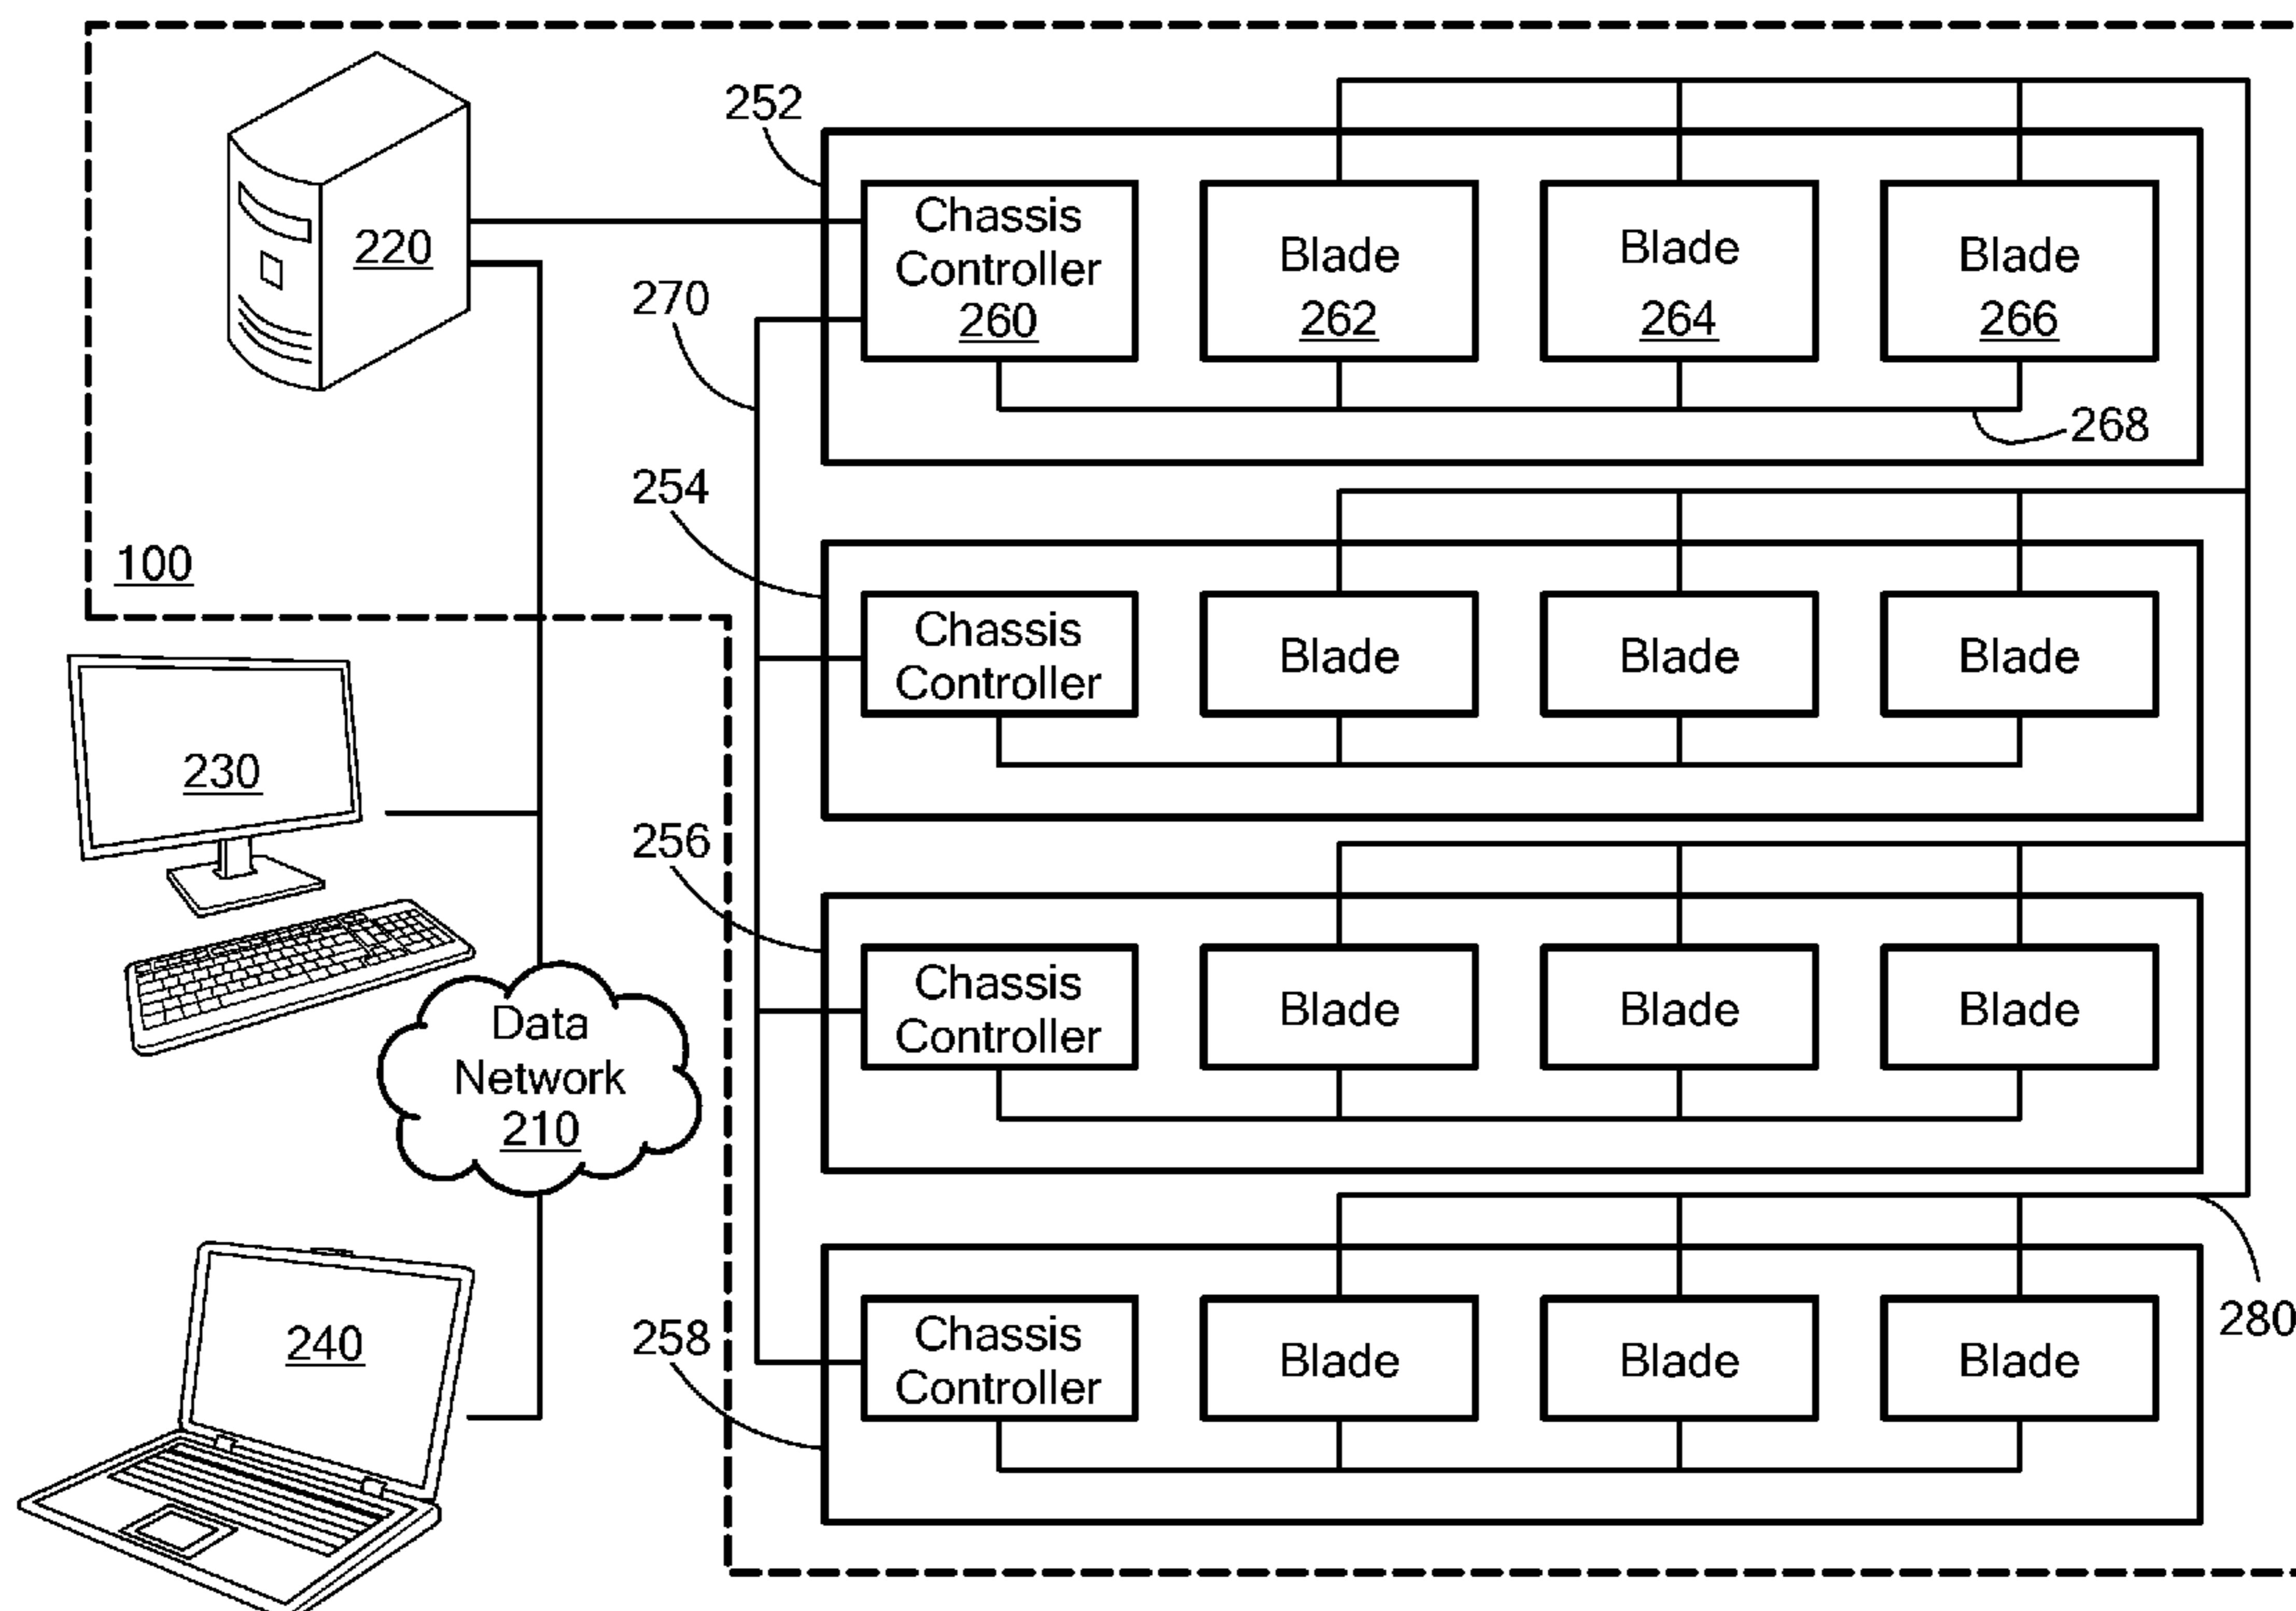 252
220
Chassis
Controller
260
Blade
262
Blade
264
Blade
266
270
268
254
100
Chassis
Controller
Blade
Blade
Blade
230
256
Chassis
Controller
Blade
Blade
Blade
Data
Network
210
280
258
240
Chassis
Controller
Blade
Blade
Blade